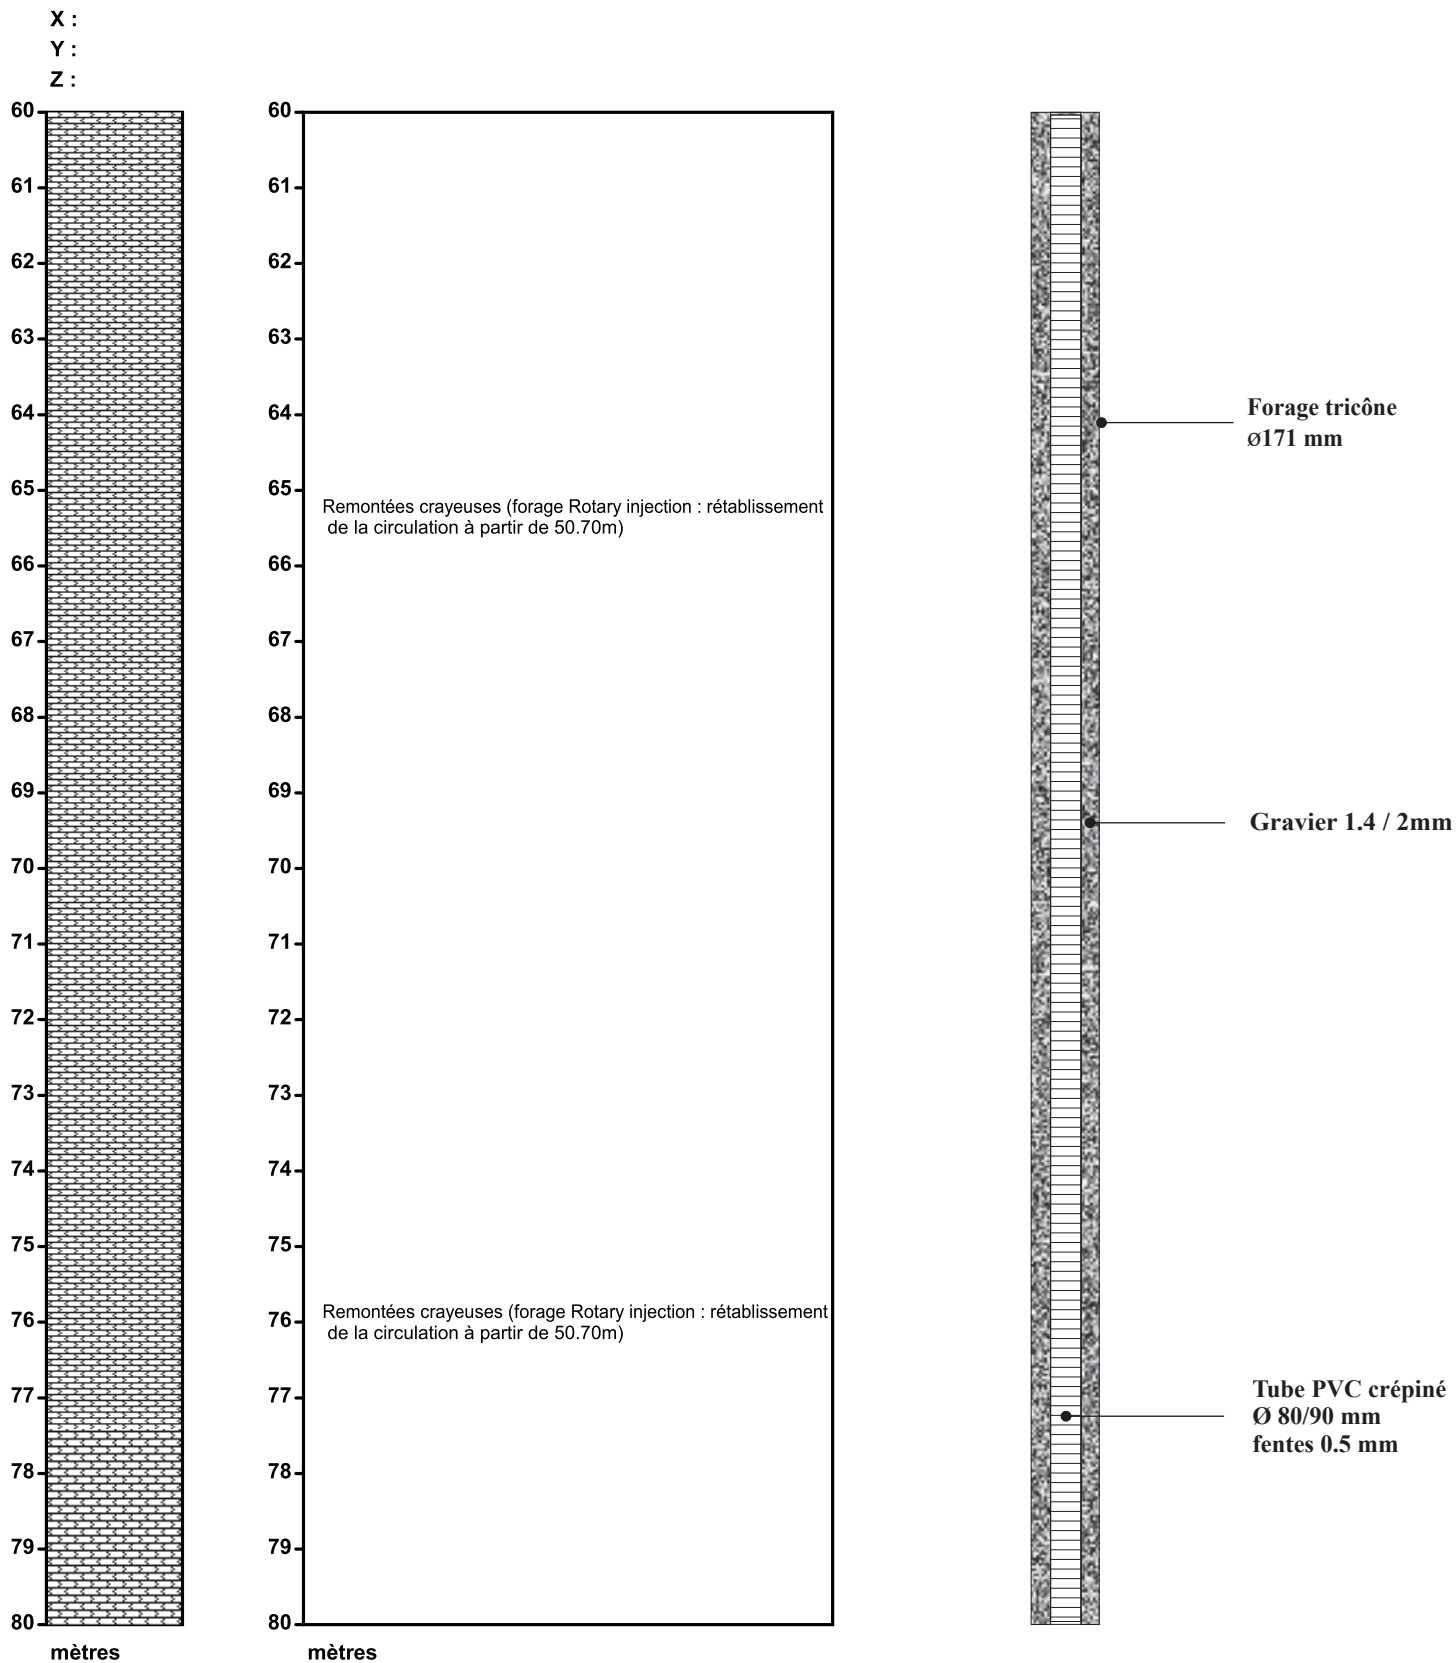 X :
Y :
Z :
60
61
62
63
64
65
66
67
68
69
70
71
72
73
74
75
76
77
78
79
80
mètres
60
61
62
63
64
65
66
67
68
69
70
71
72
73
74
75
76
77
78
79
80
mètres
Remontées crayeuses (forage Rotary injection : rétablissement
de la circulation à partir de 50.70m)
Remontées crayeuses (forage Rotary injection : rétablissement
de la circulation à partir de 50.70m)
Forage tricône
Ø171 mm
Gravier 1.4 / 2mm
Tube PVC crépiné
Ø 80/90 mm
fentes 0.5 mm